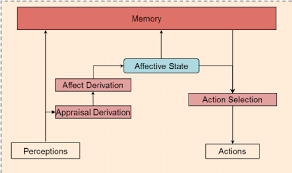 Memory
Affective State
Affect Derivation
Action Selection
Appraisal Derivation
Perceptions
Actions